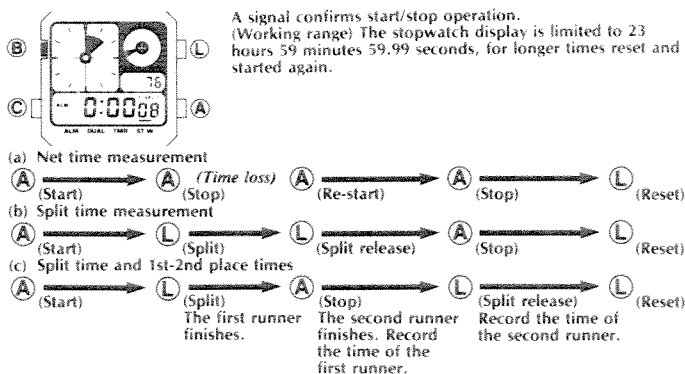 A signal confirms start/stop operation.
(Working range) The stopwatch display is limited to 23
hours 59 minutes 59.99 seconds, for longer times reset and
started again.
B
L
C
A
76
ALM
0:00 08
ALM DUAL TMR ST.W
(a) Net time measurement
A A (Time loss) A A L
(Start) (Stop) (Re-start) (Stop) (Reset)
(b) Split time measurement
A L L A L
(Start) (Split) (Split release) (Stop) (Reset)
(c) Split time and 1st-2nd place times
A L A L L
(Start) (Split) (Stop) (Split release) (Reset)
The first runner The second runner Record the time of
finishes. finishes. Record the second runner.
the time of the
first runner.